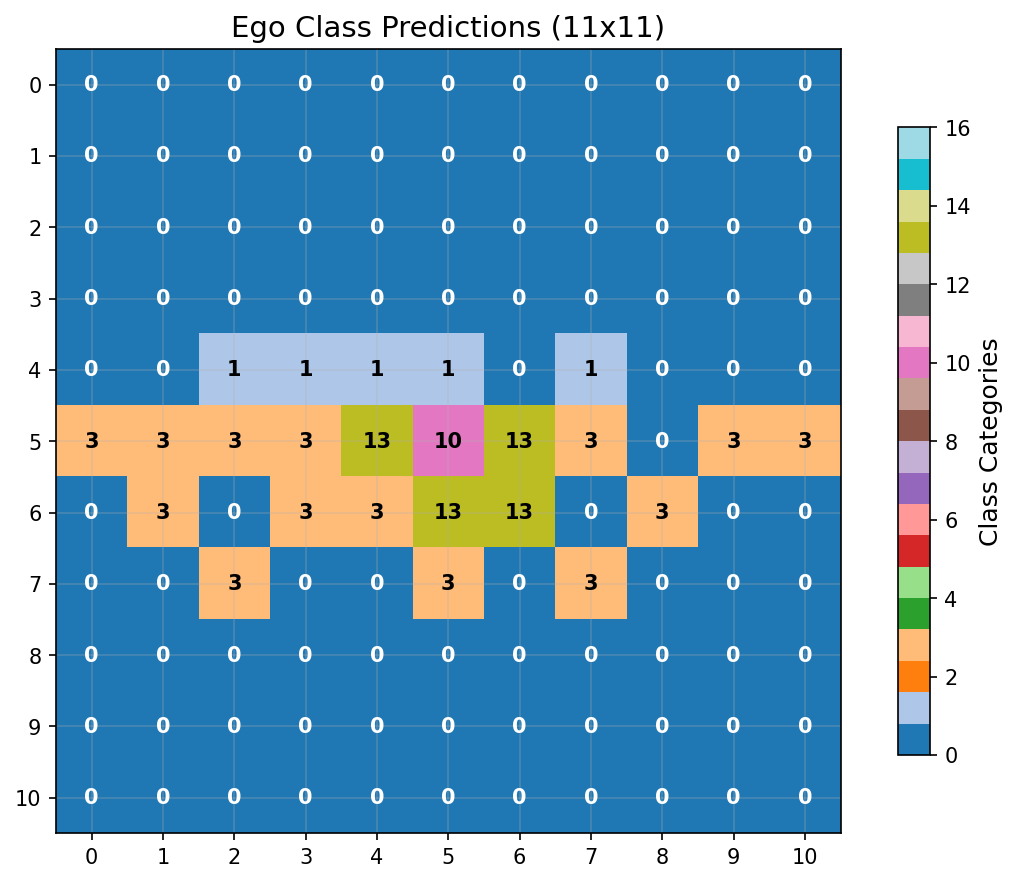 Ego Class Predictions (11x11)
0 0 0 0 0 0 0 0 0 0 0 0
1 0 0 0 0 0 0 0 0 0 0 0
2 0 0 0 0 0 0 0 0 0 0 0
3 0 0 0 0 0 0 0 0 0 0 0
4 0 0 1 1 1 1 0 1 0 0 0
5 3 3 3 3 13 10 13 3 0 3 3
6 0 3 0 3 3 13 13 0 3 0 0
7 0 0 3 0 0 3 0 3 0 0 0
8 0 0 0 0 0 0 0 0 0 0 0
9 0 0 0 0 0 0 0 0 0 0 0
10 0 0 0 0 0 0 0 0 0 0 0
0 1 2 3 4 5 6 7 8 9 10
16
14
12
10
8
6
4
2
0
Class Categories